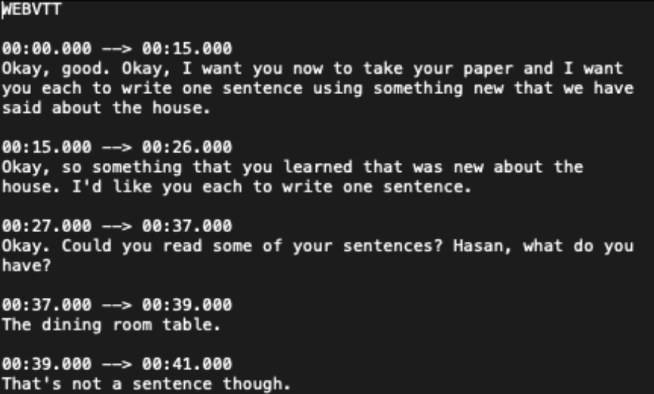 WEBVTT
00:00.000 --> 00:15.000
Okay, good. Okay, I want you now to take your paper and I want
you each to write one sentence using something new that we have
said about the house.
00:15.000 --> 00:26.000
Okay, so something that you learned that was new about the
house. I'd like you each to write one sentence.
00:27.000 --> 00:37.000
Okay. Could you read some of your sentences? Hasan, what do you
have?
00:37.000 --> 00:39.000
The dining room table.
00:39.000 --> 00:41.000
That's not a sentence though.